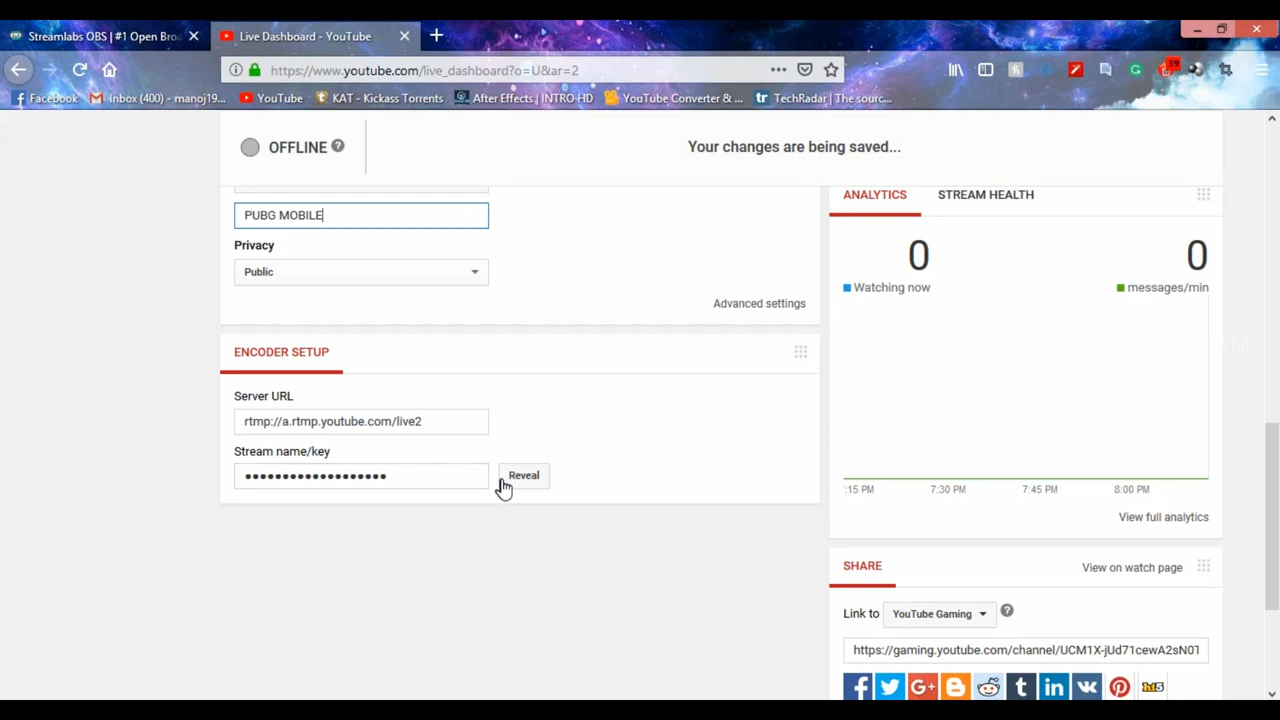 Streamlabs OBS | #1 Open Bro
Live Dashboard - YouTube
https://www.youtube.com/live_dashboard?o=U&ar=2
39
Facebook
Inbox (400) - manoj19...
YouTube
KAT - Kickass Torrents
After Effects | INTRO-HD
YouTube Converter & ...
TechRadar | The sourc...
OFFLINE
Your changes are being saved...
PUBG MOBILE
Privacy
Public
Advanced settings
ENCODER SETUP
Server URL
rtmp://a.rtmp.youtube.com/live2
Stream name/key
•••••••••••••••••••
Reveal
ANALYTICS
STREAM HEALTH
0
0
Watching now
messages/min
:15 PM
7:30 PM
7:45 PM
8:00 PM
View full analytics
SHARE
View on watch page
Link to
YouTube Gaming
https://gaming.youtube.com/channel/UCM1X-jUd71cewA2sN01